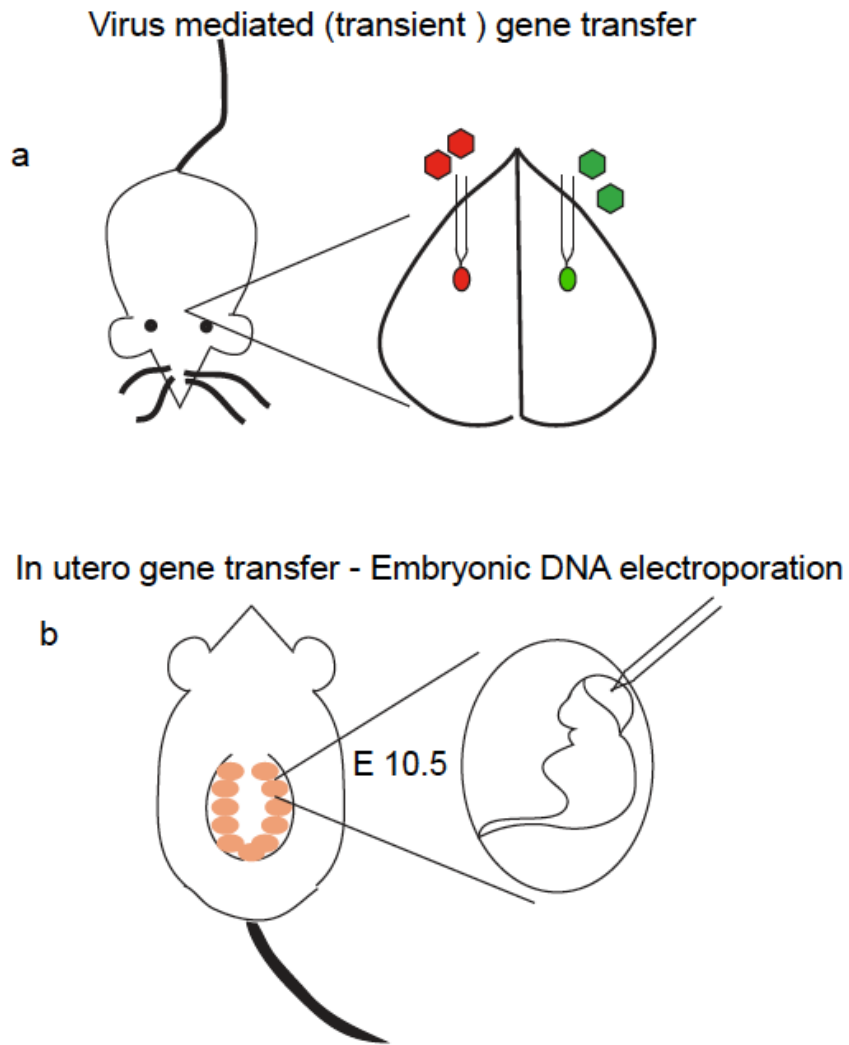 Virus mediated (transient ) gene transfer
a
In utero gene transfer - Embryonic DNA electroporation
b
E 10.5